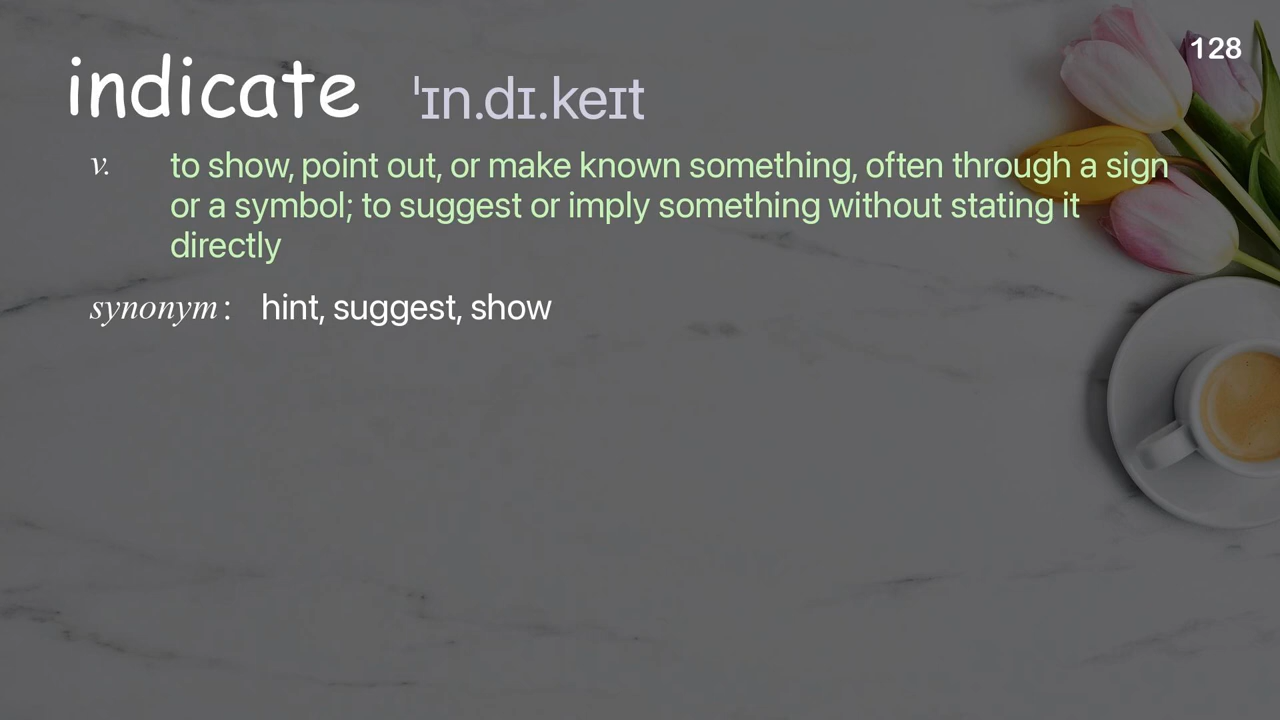 128
indicate ˈɪn.dɪ.keɪt
v. to show, point out, or make known something, often through a sign
or a symbol; to suggest or imply something without stating it
directly
synonym: hint, suggest, show